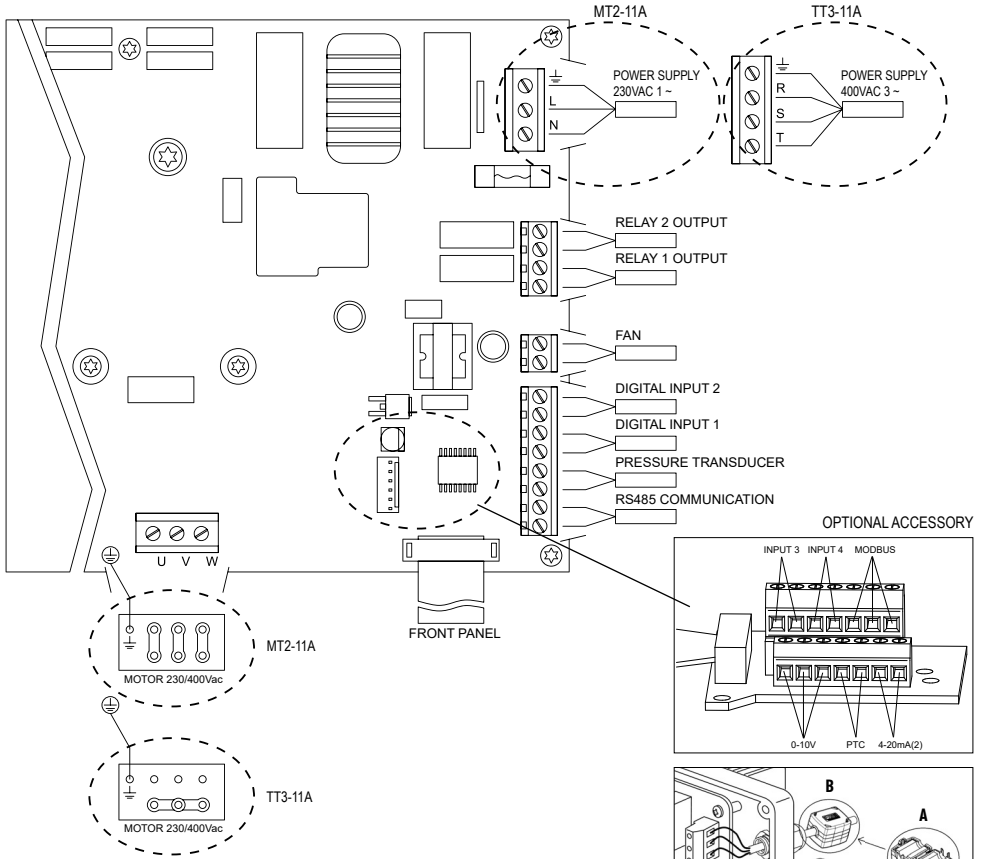 MT2-11A
TT3-11A
POWER SUPPLY
230VAC 1 ~
L
N
POWER SUPPLY
400VAC 3 ~
R
S
T
RELAY 2 OUTPUT
RELAY 1 OUTPUT
FAN
DIGITAL INPUT 2
DIGITAL INPUT 1
PRESSURE TRANSDUCER
RS485 COMMUNICATION
OPTIONAL ACCESSORY
INPUT 3 INPUT 4 MODBUS
0-10V PTC 4-20mA(2)
U V W
FRONT PANEL
MT2-11A
MOTOR 230/400Vac
TT3-11A
MOTOR 230/400Vac
B
A